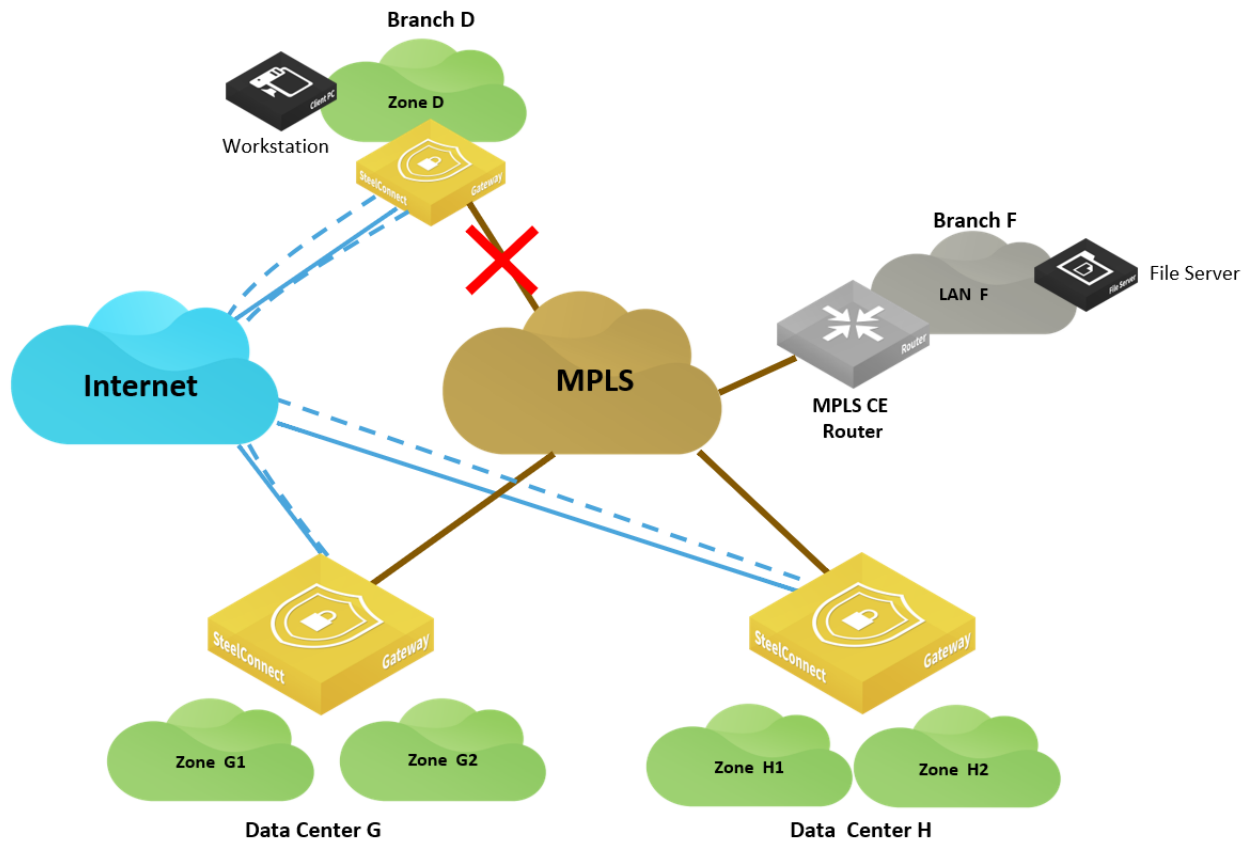 Branch D
Zone D
Client PC
Workstation
SteelConnect
Gateway
Branch F
LAN F
File Server
File Server
Router
MPLS CE
Router
Internet
MPLS
SteelConnect
Gateway
SteelConnect
Gateway
Zone G1
Zone G2
Zone H1
Zone H2
Data Center G
Data Center H